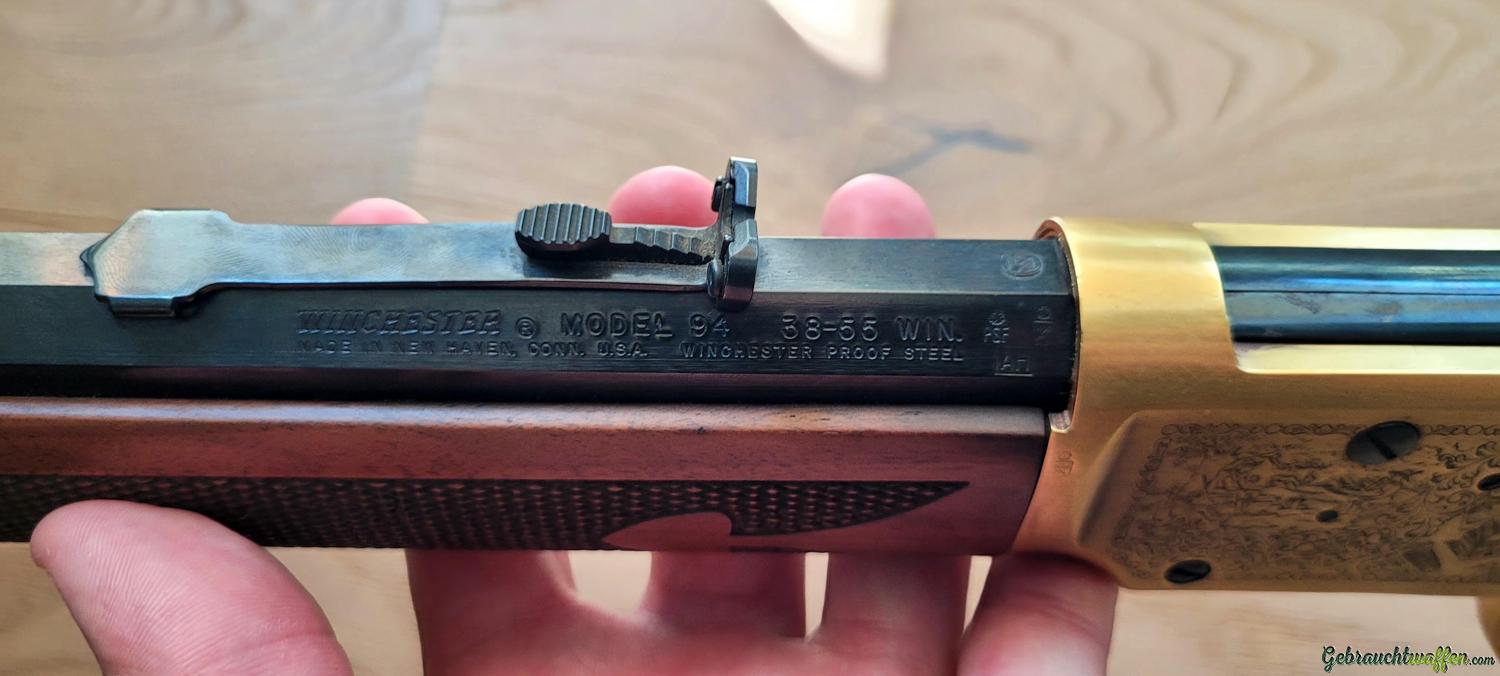 WINCHESTER ® MODEL 94 38-55 WIN.
MADE IN NEW HAVEN, CONN. U.S.A. WINCHESTER PROOF STEEL
Gebrauchtwaffen.com